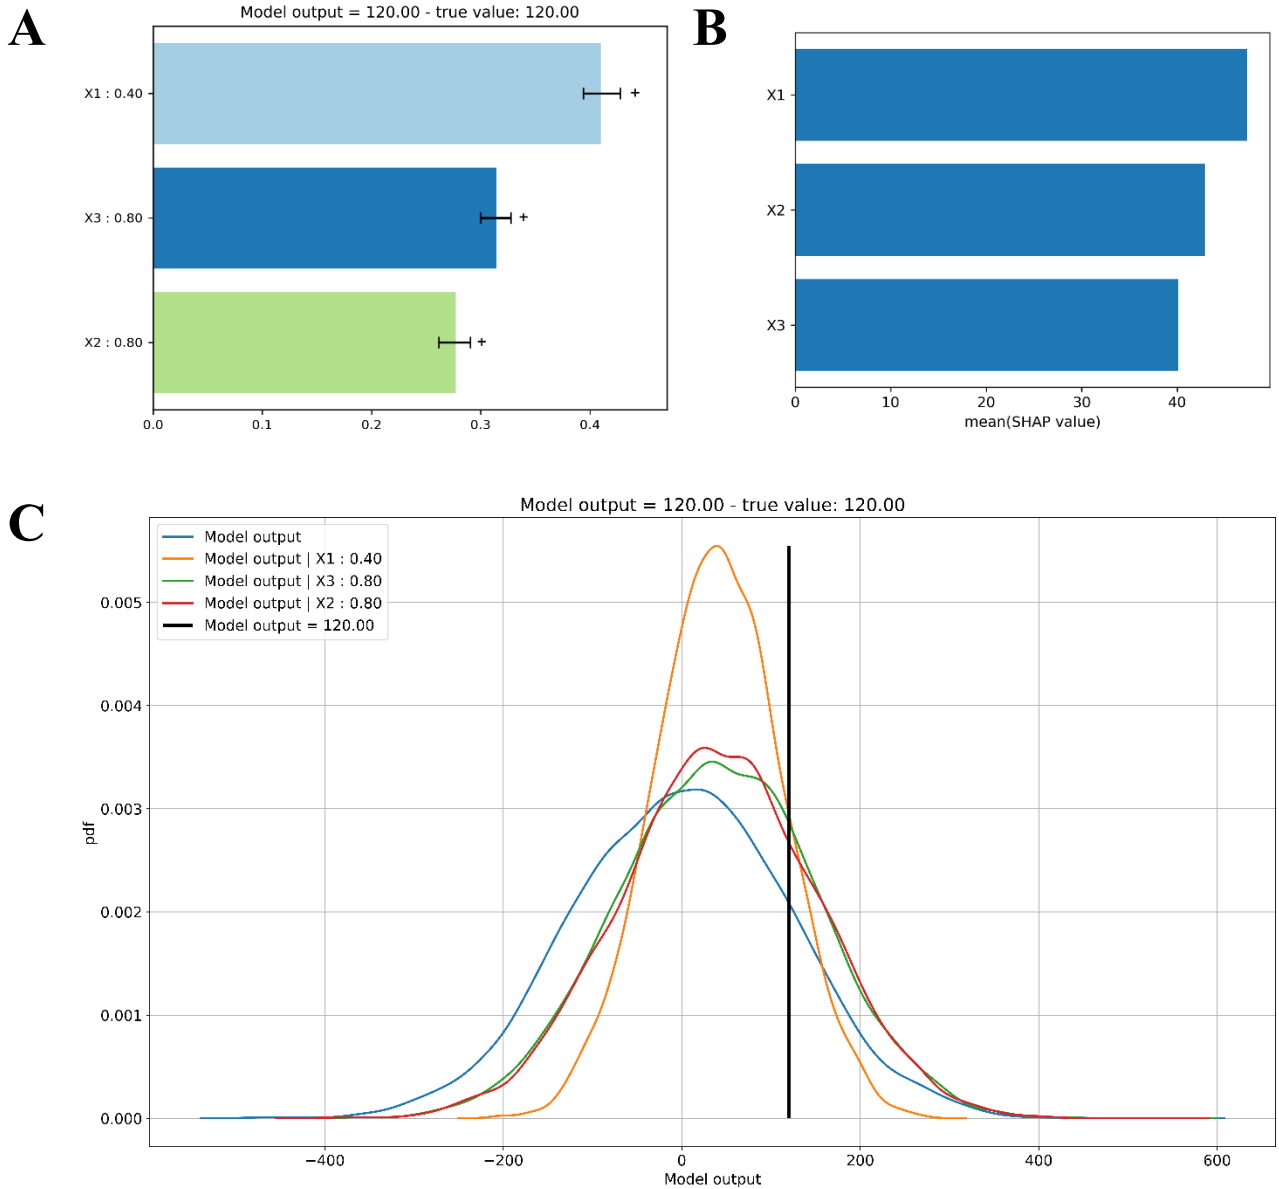 A
Model output = 120.00 - true value: 120.00
X1 : 0.40
+
X3 : 0.80
+
X2 : 0.80
+
0.0 0.1 0.2 0.3 0.4
B
X1
X2
X3
0 10 20 30 40
mean(SHAP value)
C
Model output = 120.00 - true value: 120.00
Model output
Model output | X1 : 0.40
Model output | X3 : 0.80
Model output | X2 : 0.80
Model output = 120.00
0.005
0.004
0.003
0.002
0.001
0.000
pdf
−400 −200 0 200 400 600
Model output